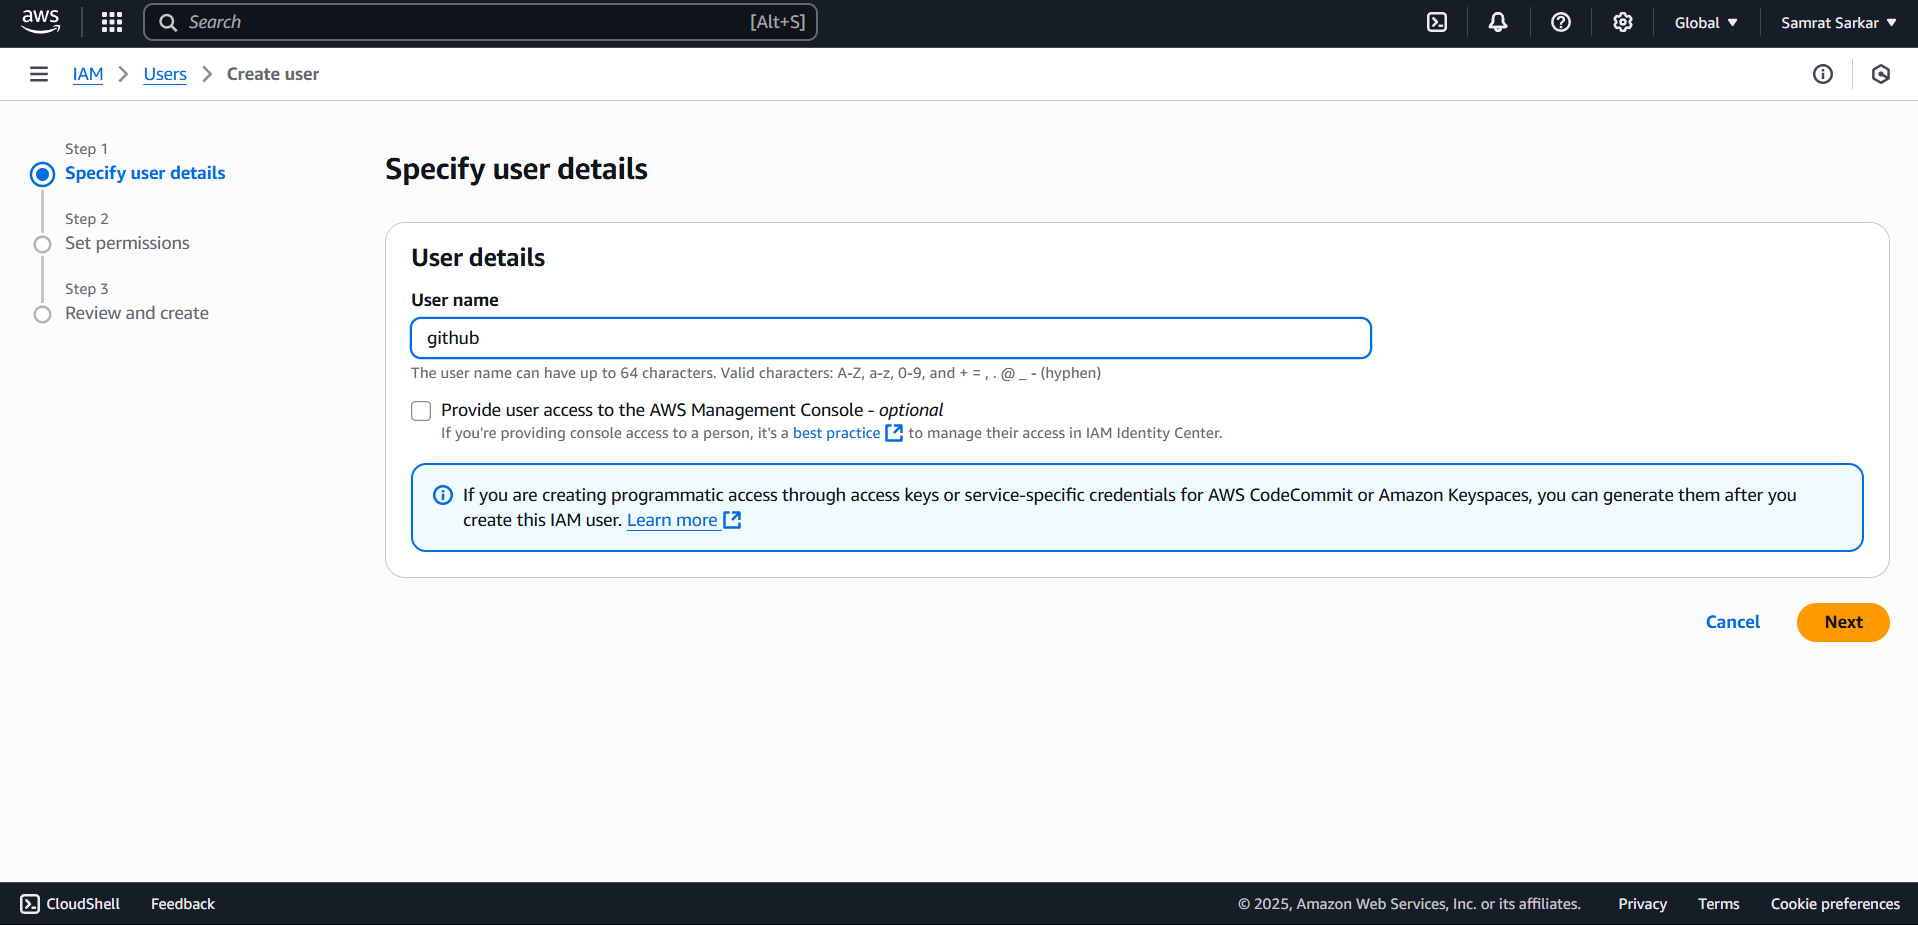 aws
Search [Alt+S]
Global
Samrat Sarkar
IAM
Users
Create user
Step 1
Specify user details
Step 2
Set permissions
Step 3
Review and create
Specify user details
User details
User name
github
The user name can have up to 64 characters. Valid characters: A-Z, a-z, 0-9, and + = , . @ _ - (hyphen)
Provide user access to the AWS Management Console - optional
If you're providing console access to a person, it's a best practice to manage their access in IAM Identity Center.
If you are creating programmatic access through access keys or service-specific credentials for AWS CodeCommit or Amazon Keyspaces, you can generate them after you
create this IAM user. Learn more
Cancel
Next
CloudShell
Feedback
© 2025, Amazon Web Services, Inc. or its affiliates.
Privacy
Terms
Cookie preferences